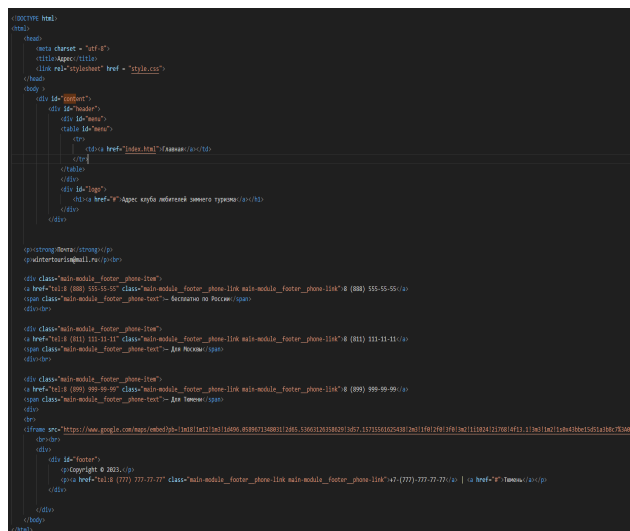 <!DOCTYPE html>
<html>
<head>
<meta charset = "utf-8">
<title>Адрес</title>
<link rel="stylesheet" href = "style.css">
</head>
<body >
<div id="content">
<div id="header">
<div id="menu">
<table id="menu">
<tr>
<td><a href="index.html">Главная</a></td>
</tr>
</table>
</div>
<div id="logo">
<h1><a href="#">Адрес клуба любителей зимнего туризма</a></h1>
</div>
</div>
<p><strong>Почта</strong></p>
<p>wintertourism@mail.ru</p><br>
<div class="main-module__footer__phone-item">
<a href="tel:8 (888) 555-55-55" class="main-module__footer__phone-link main-module__footer__phone-link">8 (888) 555-55-55</a>
<span class="main-module__footer__phone-text">— бесплатно по России</span>
<div><br>
<div class="main-module__footer__phone-item">
<a href="tel:8 (811) 111-11-11" class="main-module__footer__phone-link main-module__footer__phone-link">8 (811) 111-11-11</a>
<span class="main-module__footer__phone-text">— Для Москвы</span>
<div><br>
<div class="main-module__footer__phone-item">
<a href="tel:8 (899) 999-99-99" class="main-module__footer__phone-link main-module__footer__phone-link">8 (899) 999-99-99</a>
<span class="main-module__footer__phone-text">— Для Тюмени</span>
<div>
<br>
<iframe src="https://www.google.com/maps/embed?pb=
<br><br>
<div>
<div id="footer">
<p>Copyright © 2023.</p>
<p><a href="tel:8 (777) 777-77-77" class="main-module__footer__phone-link main-module__footer__phone-link">+7-(777)-777-77-77</a> | <a href="#">Тюмень</a></p>
</div>
</div>
</body>
</html>